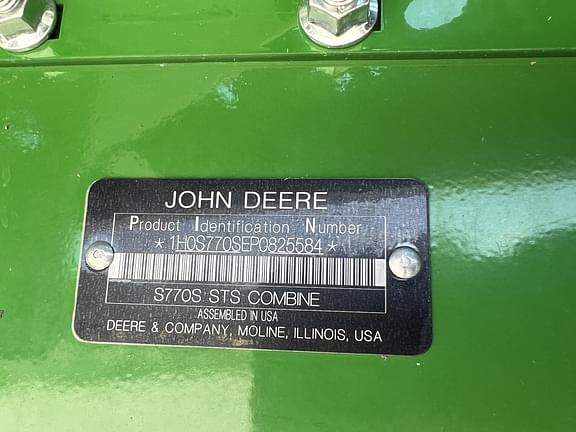 JOHN DEERE
Product Identification Number
*1H0S770SEP0825584*
S770S STS COMBINE
ASSEMBLED IN USA
DEERE & COMPANY, MOLINE, ILLINOIS, USA